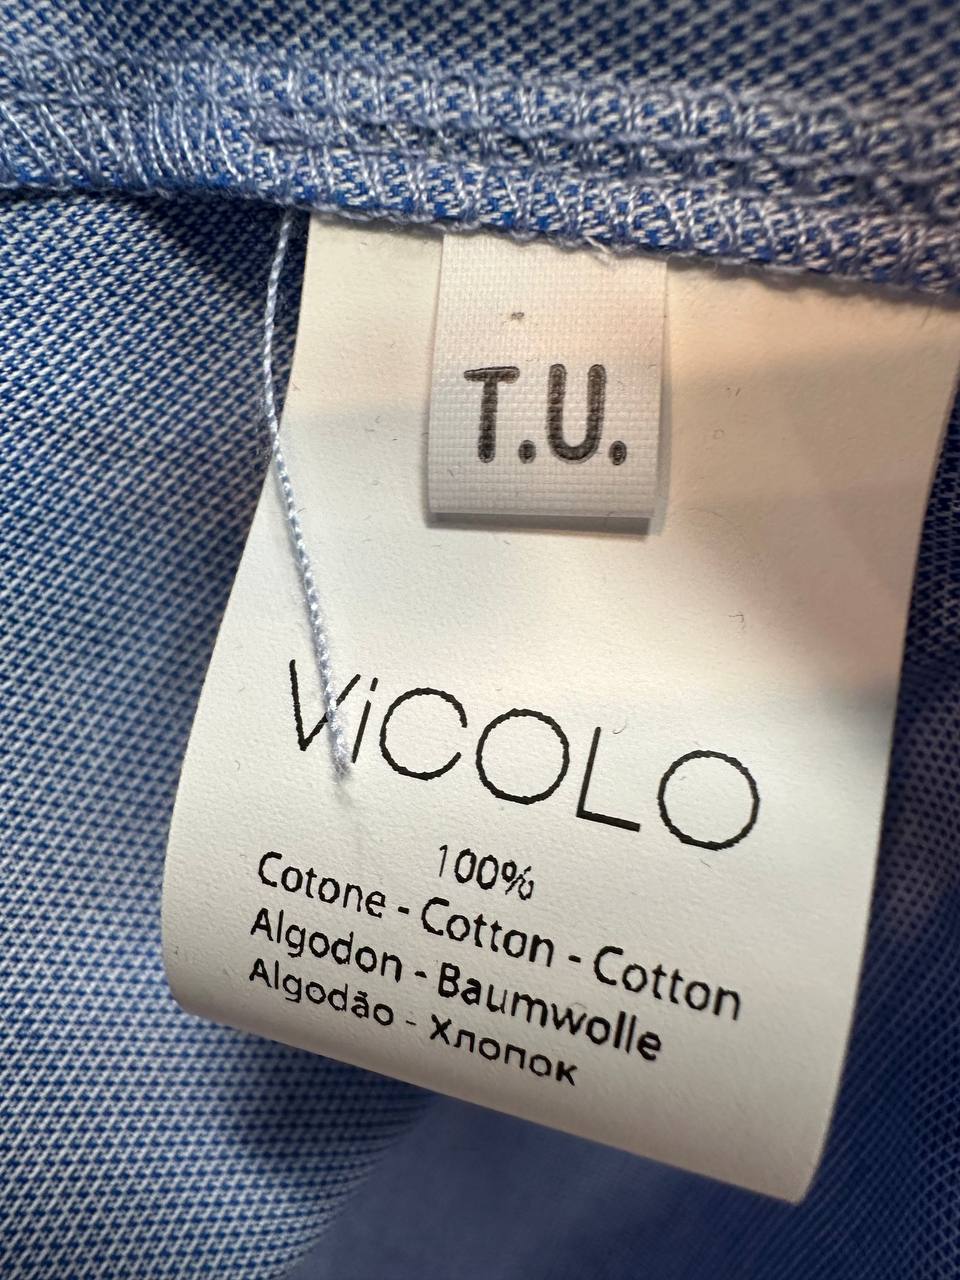 T.U.
ViCOLO
100%
Cotone - Cotton - Cotton
Algodon - Baumwolle
Algodão - Хлопок